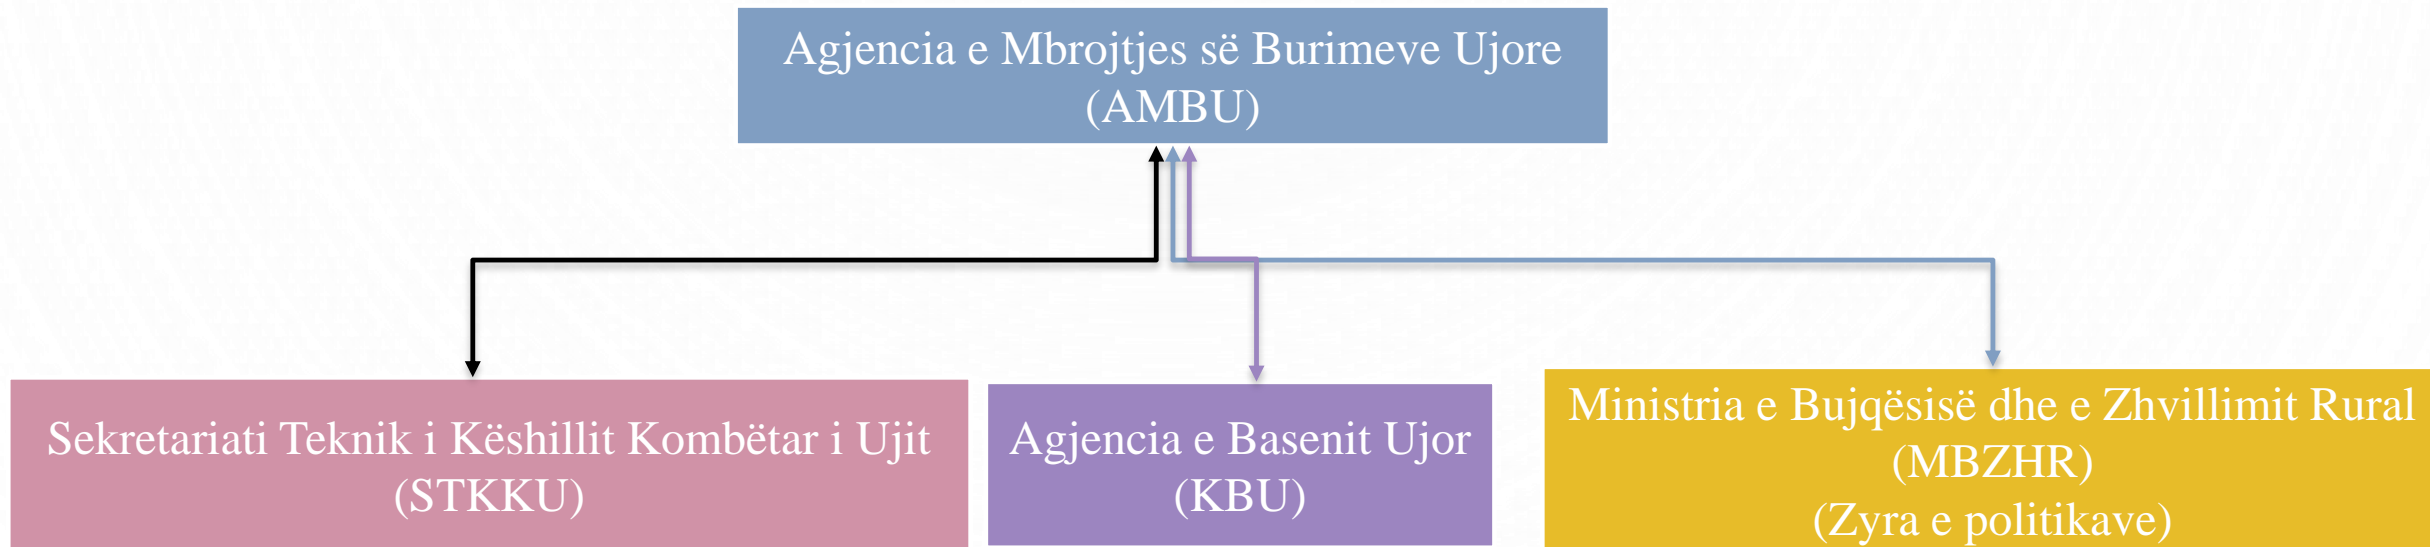 Agjencia e Mbrojtjes së Burimeve Ujore
(AMBU)
Sekretariati Teknik i Këshillit Kombëtar i Ujit
(STKKU)
Agjencia e Basenit Ujor
(KBU)
Ministria e Bujqësisë dhe e Zhvillimit Rural
(MBZHR)
(Zyra e politikave)